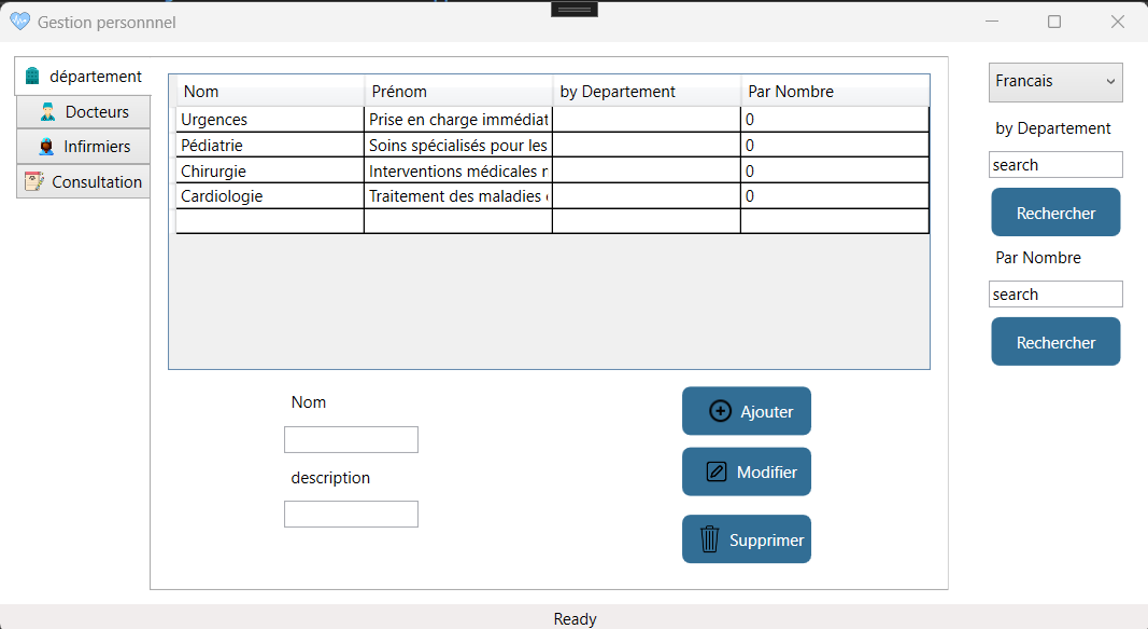 Gestion personnnel
département
Docteurs
Infirmiers
Consultation
Nom Prénom by Departement Par Nombre
Urgences Prise en charge immédiat 0
Pédiatrie Soins spécialisés pour les 0
Chirurgie Interventions médicales 0
Cardiologie Traitement des maladies 0
Nom
description
Ajouter
Modifier
Supprimer
Francais
by Departement
search
Rechercher
Par Nombre
search
Rechercher
Ready